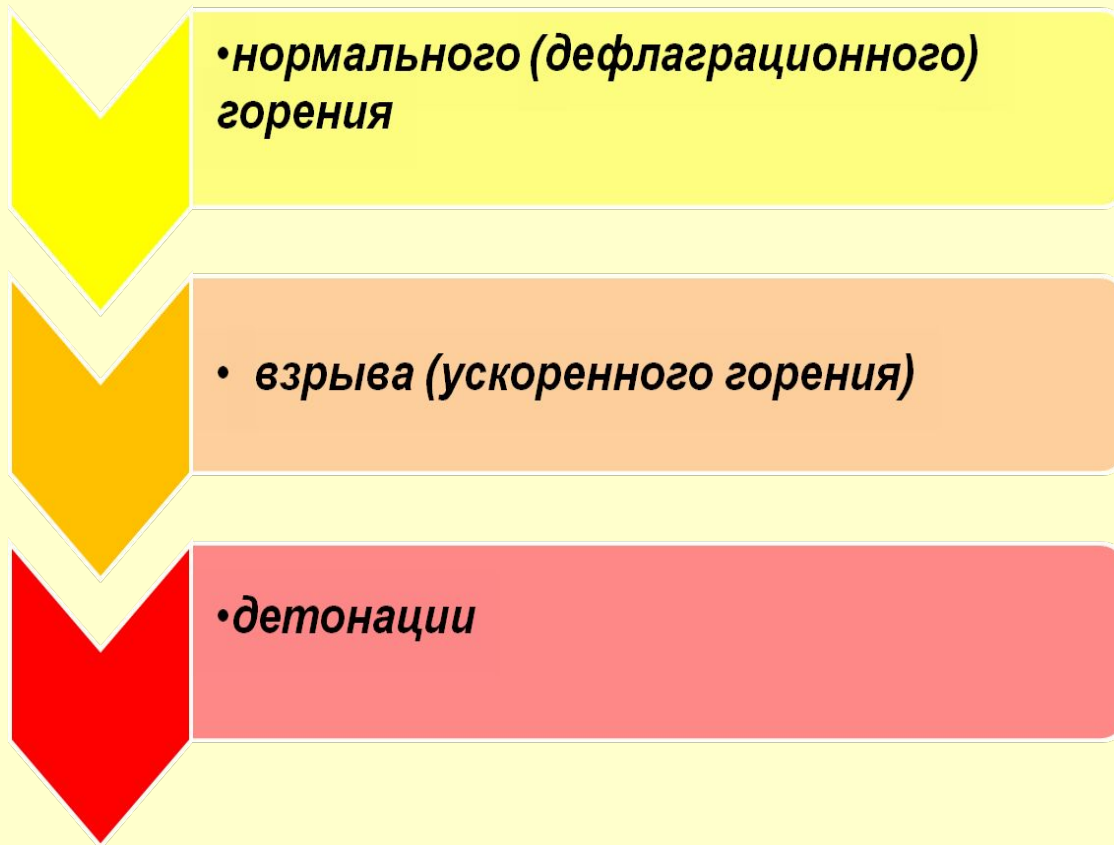 •нормального (дефлаграционного)
горения
• взрыва (ускоренного горения)
•детонации